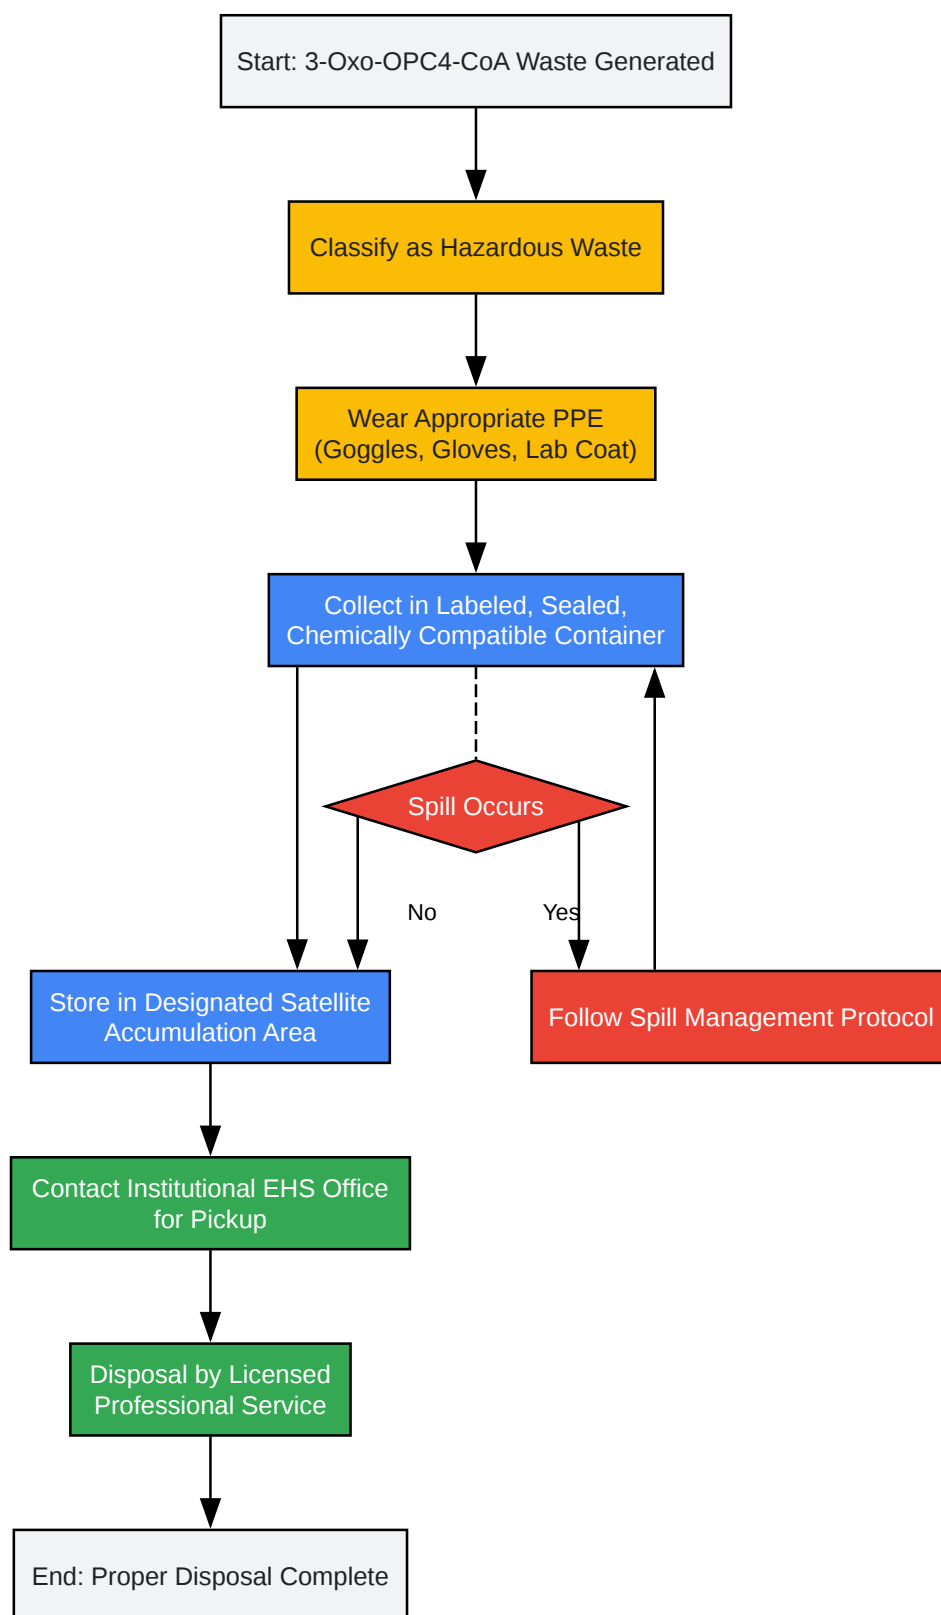 Start: 3-Oxo-OPC4-CoA Waste Generated
Classify as Hazardous Waste
Wear Appropriate PPE
(Goggles, Gloves, Lab Coat)
Collect in Labeled, Sealed,
Chemically Compatible Container
Spill Occurs
No
Yes
Store in Designated Satellite
Accumulation Area
Follow Spill Management Protocol
Contact Institutional EHS Office
for Pickup
Disposal by Licensed
Professional Service
End: Proper Disposal Complete